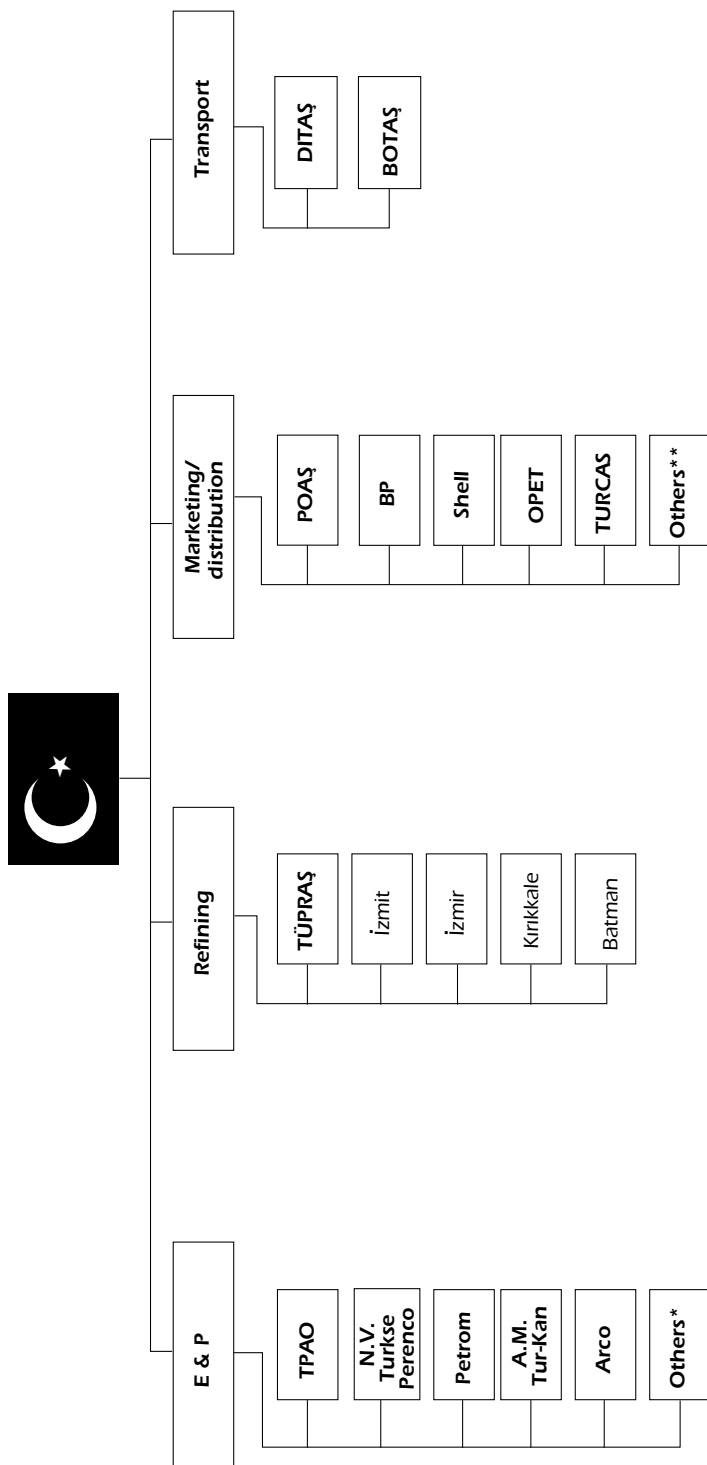 E & P
TPAO
N.V.
Turkse
Perenco
Petrom
A.M.
Tur-Kan
Arco
Others*
Refining
TÜPRAŞ
İzmit
İzmir
Kırıkkale
Batman
Marketing/
distribution
POAŞ
BP
Shell
OPET
TURCAS
Others**
Transport
DITAŞ
BOTAŞ